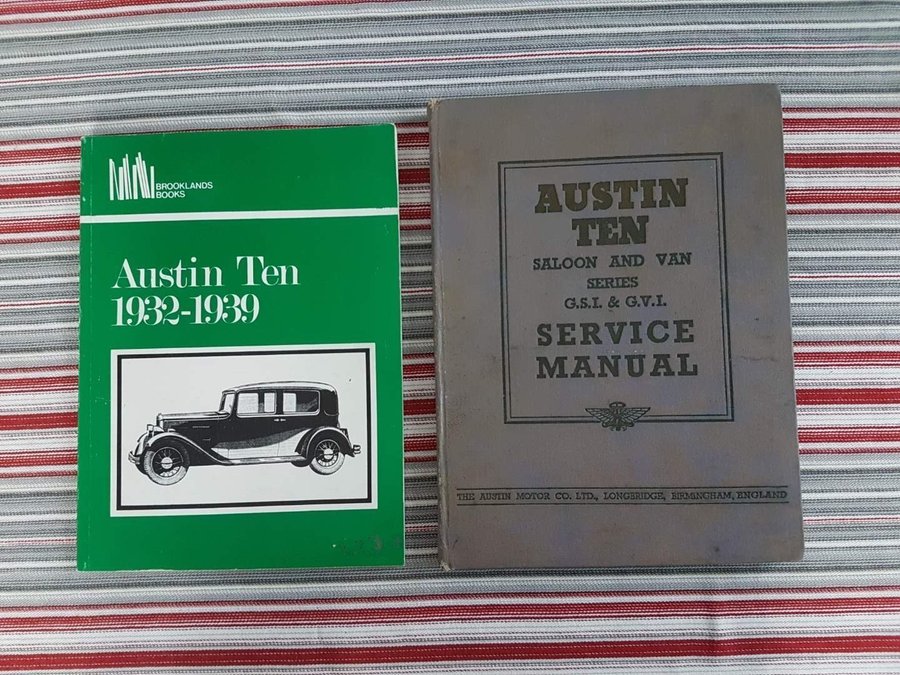 BROOKLANDS
BOOKS
Austin Ten
1932-1939
AUSTIN
TEN
SALOON AND VAN
SERIES
G.S.I. & G.V.I.
SERVICE
MANUAL
THE AUSTIN MOTOR CO. LTD., LONGBRIDGE, BIRMINGHAM, ENGLAND